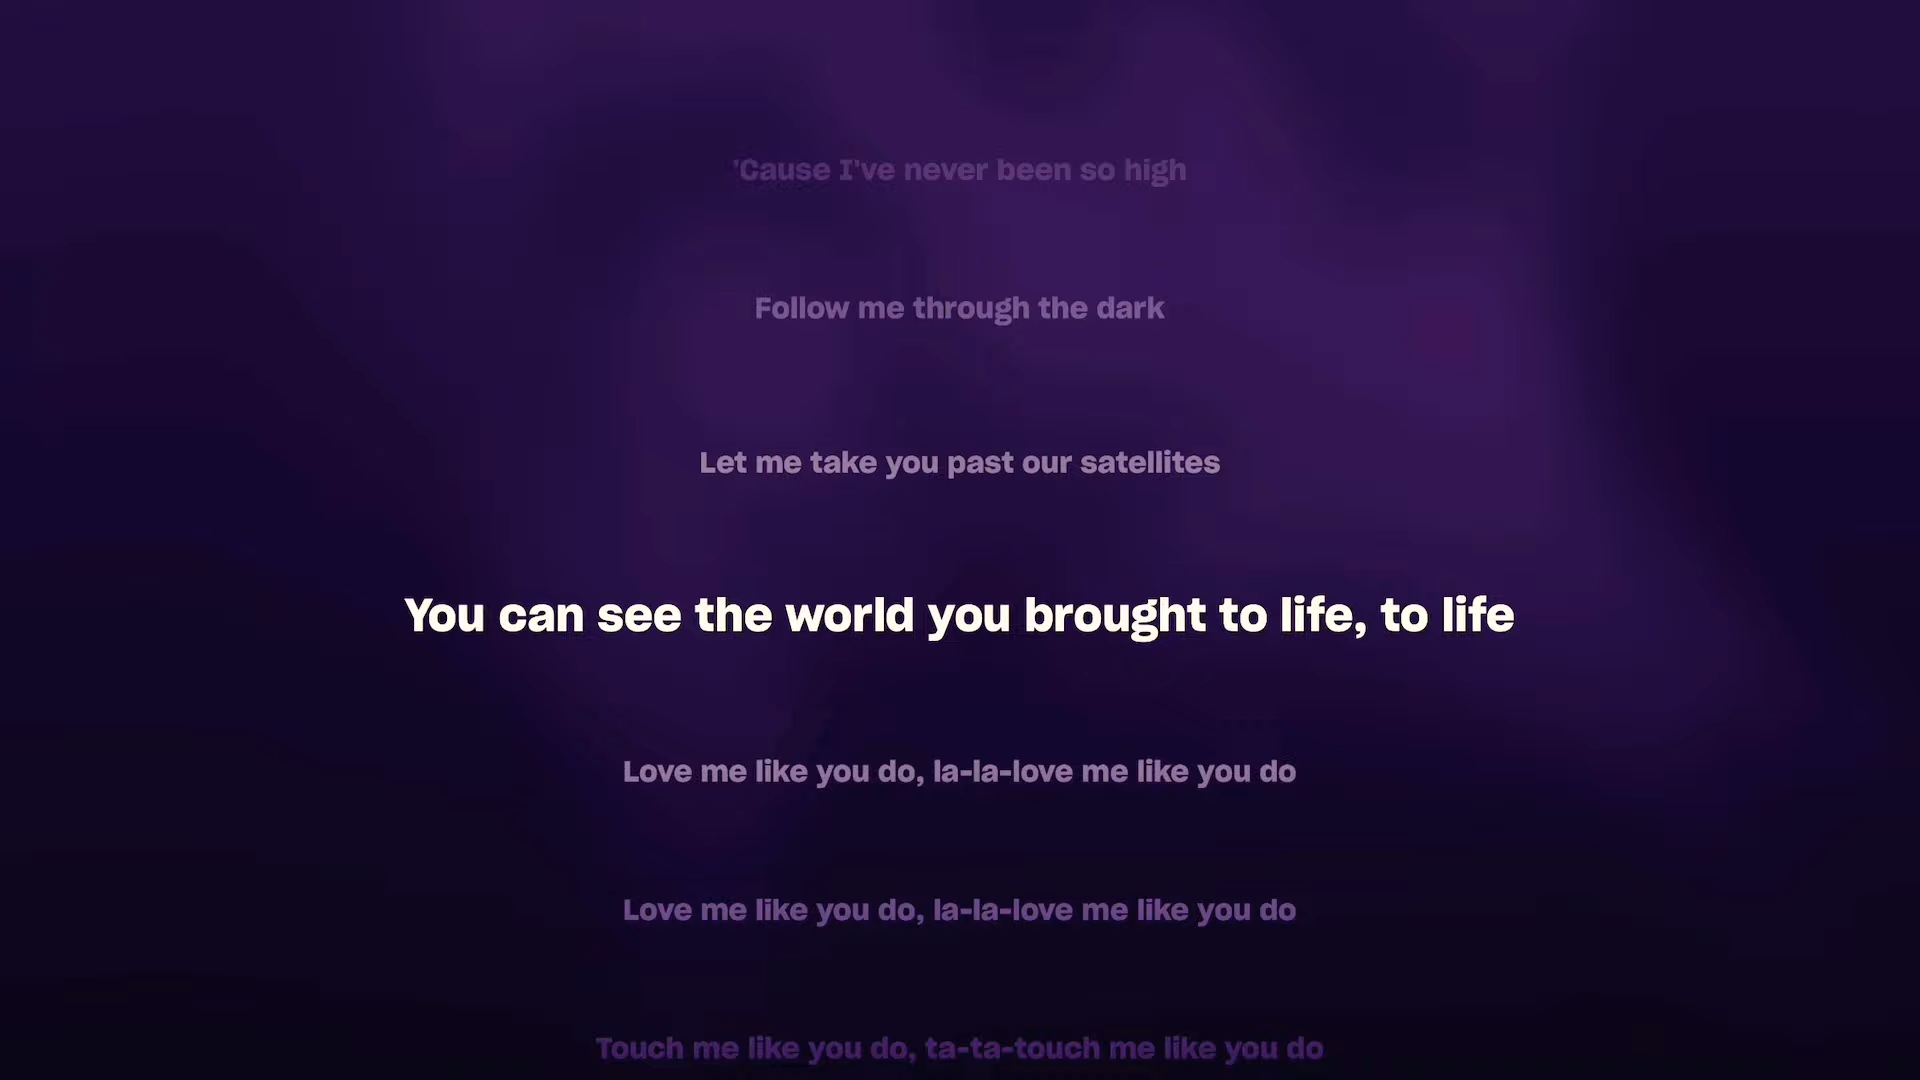 'Cause I've never been so high
Follow me through the dark
Let me take you past our satellites
You can see the world you brought to life, to life
Love me like you do, la-la-love me like you do
Love me like you do, la-la-love me like you do
Touch me like you do, ta-ta-touch me like you do